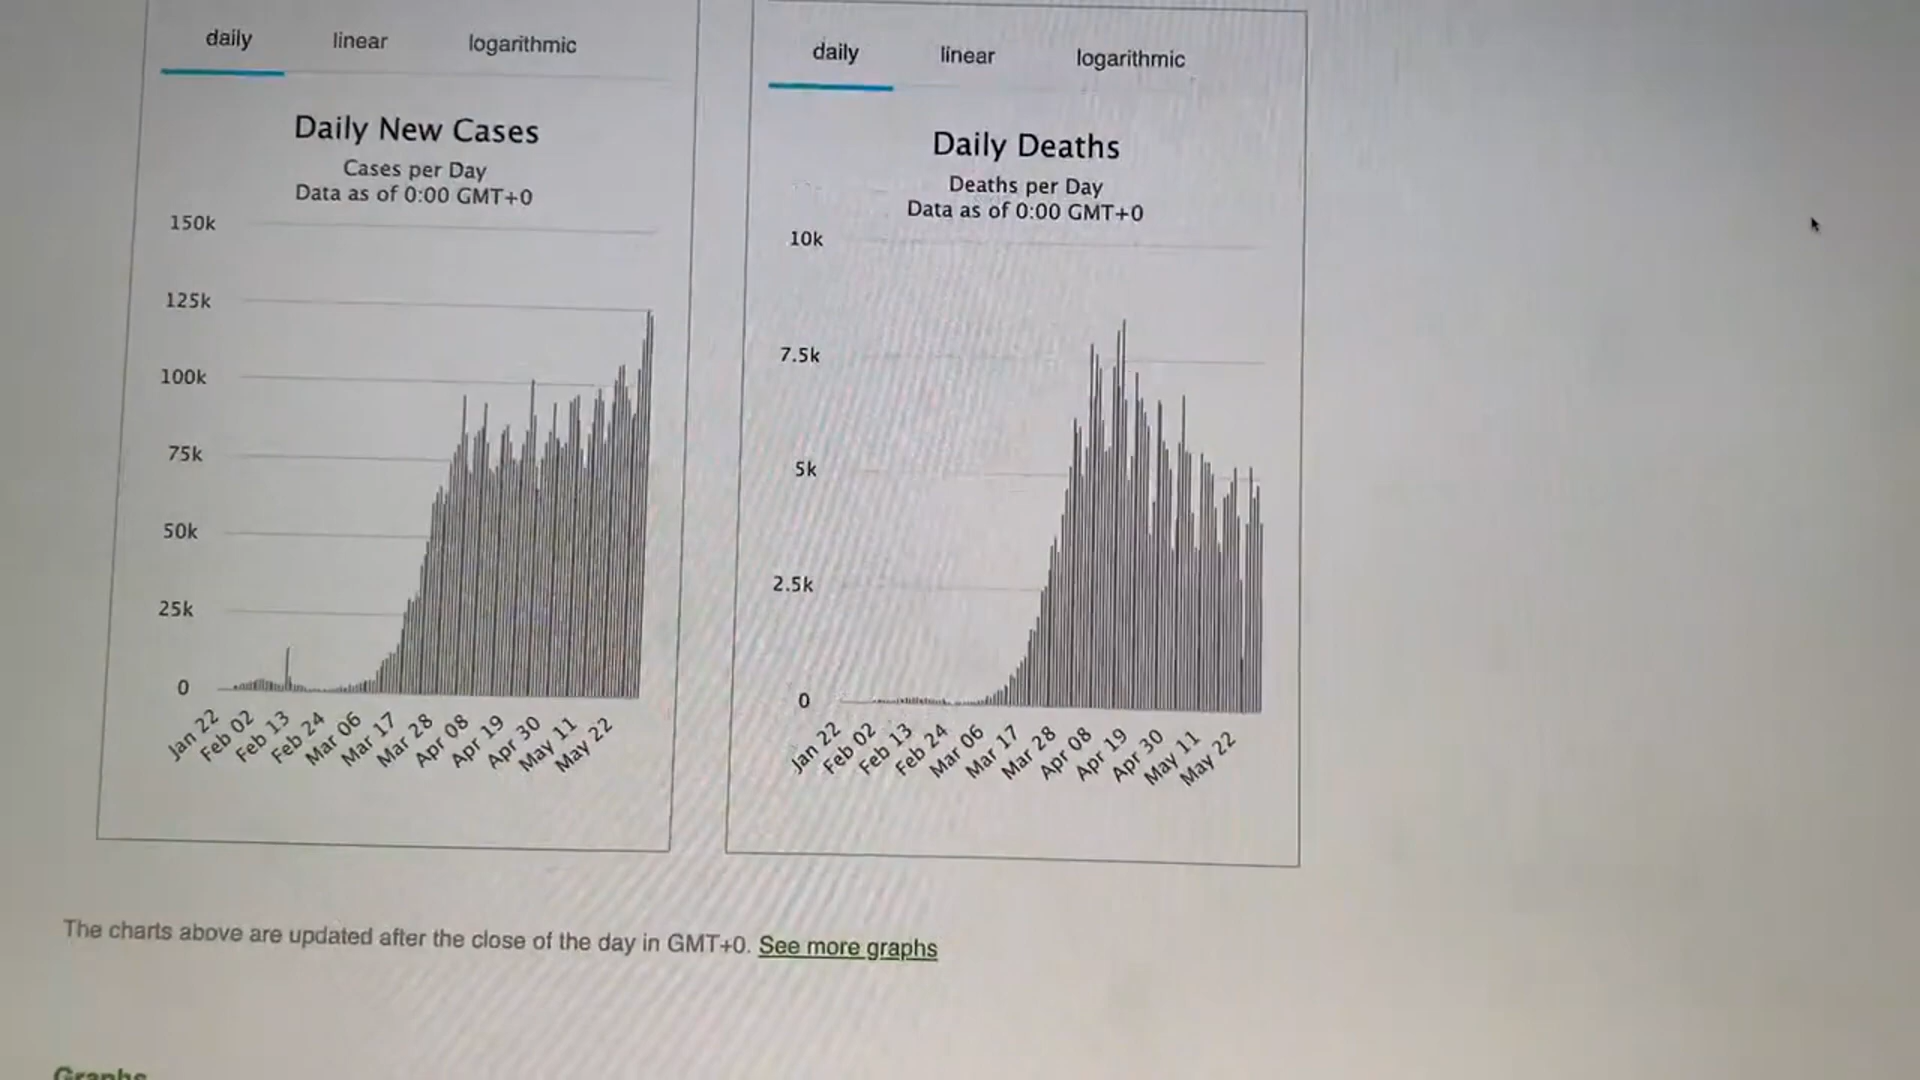 daily linear logarithmic
Daily New Cases
Cases per Day
Data as of 0:00 GMT+0
150k
125k
100k
75k
50k
25k
0
Jan 22 Feb 02 Feb 13 Feb 24 Mar 06 Mar 17 Mar 28 Apr 08 Apr 19 Apr 30 May 11 May 22
daily linear logarithmic
Daily Deaths
Deaths per Day
Data as of 0:00 GMT+0
10k
7.5k
5k
2.5k
0
Jan 22 Feb 02 Feb 13 Feb 24 Mar 06 Mar 17 Mar 28 Apr 08 Apr 19 Apr 30 May 11 May 22
The charts above are updated after the close of the day in GMT+0. See more graphs
Graphs